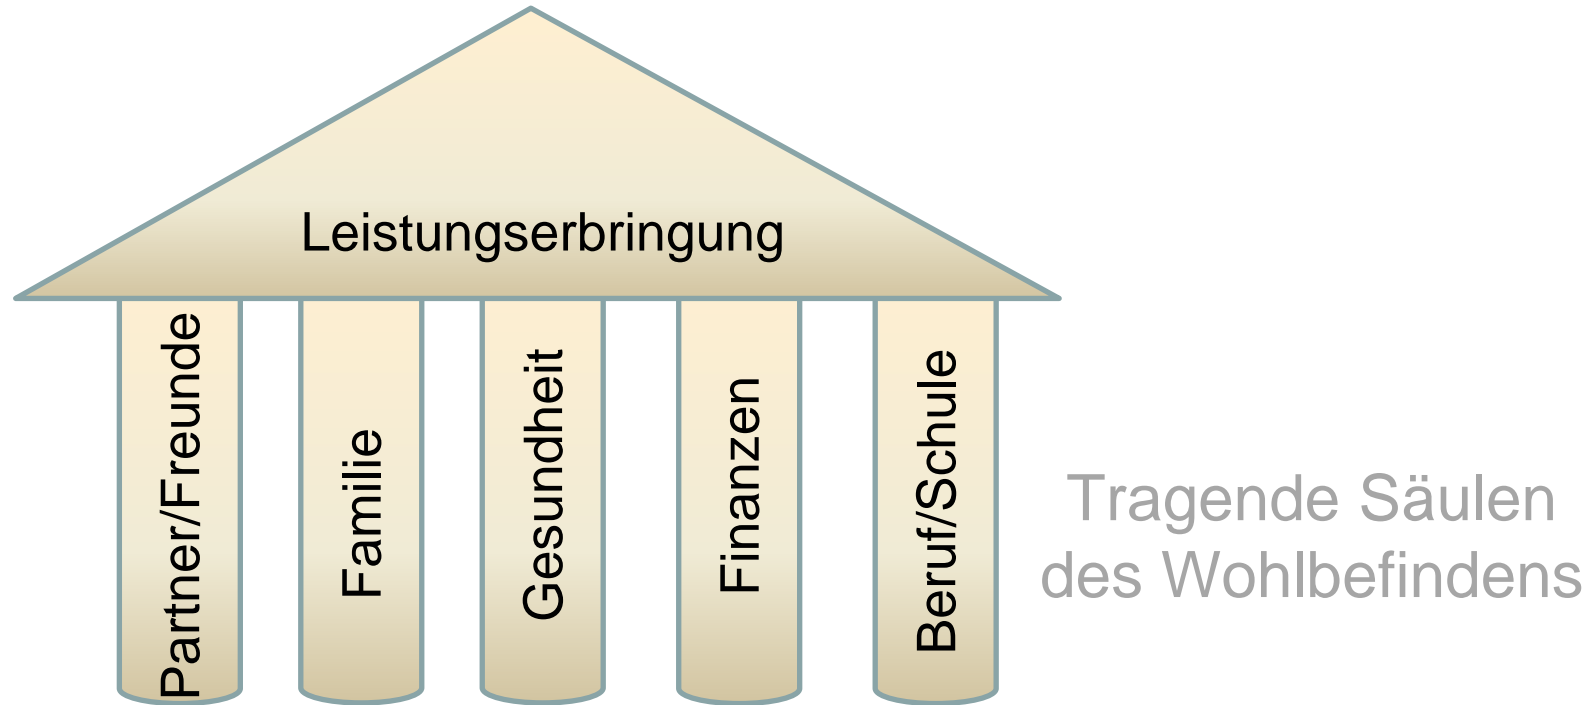 Leistungserbringung
Partner/Freunde
Familie
Gesundheit
Finanzen
Beruf/Schule
Tragende Säulen
des Wohlbefindens